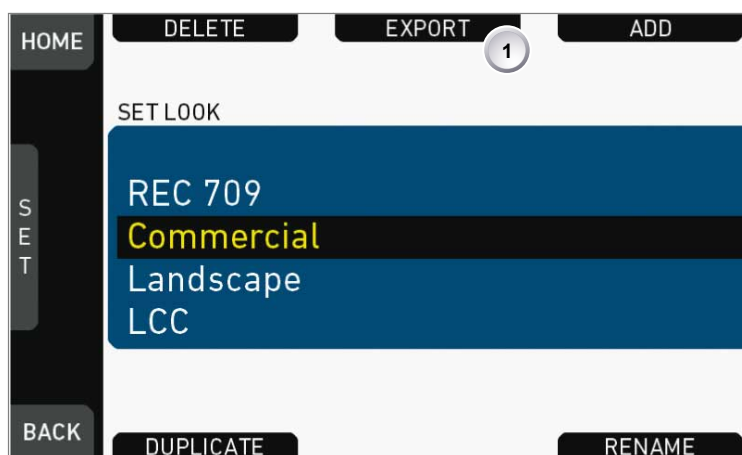 HOME
DELETE
EXPORT
ADD
1
SET LOOK
REC 709
Commercial
Landscape
LCC
SET
BACK
DUPLICATE
RENAME